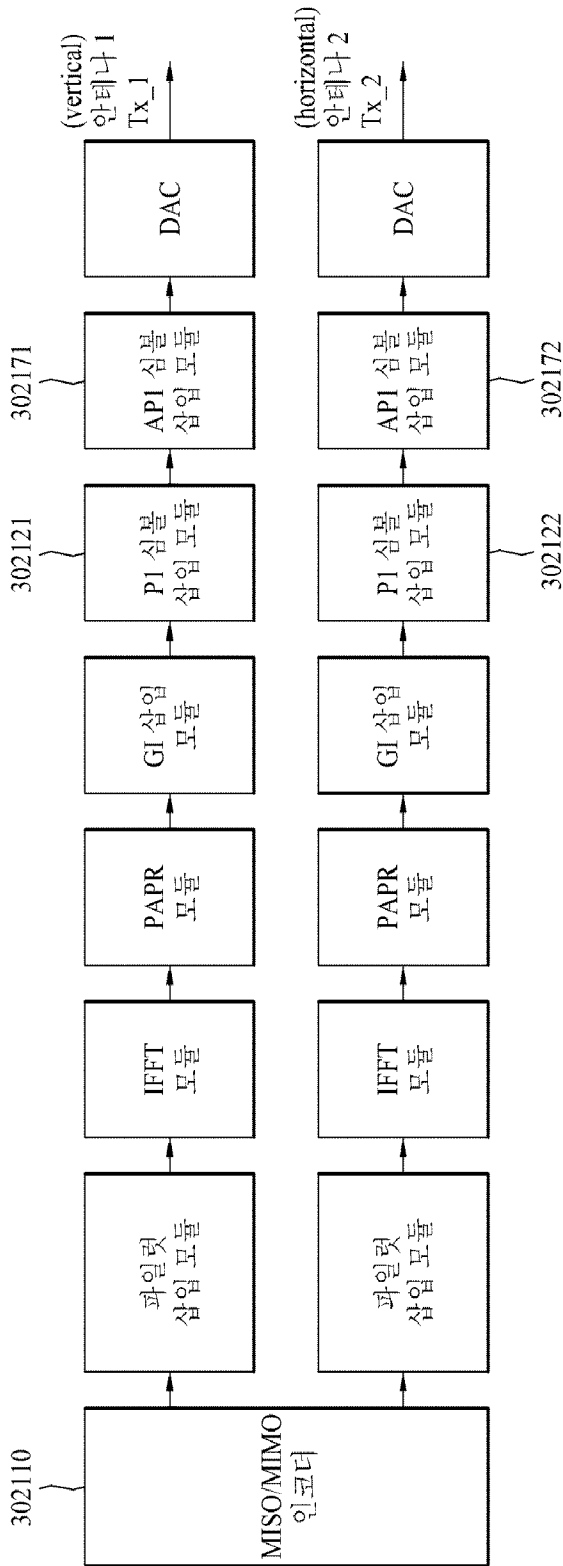 302110
MISO/MIMO
인코더
파일럿
삽입 모듈
IFFT
모듈
PAPR
모듈
GI 삽입
모듈
302121
P1 심볼
삽입 모듈
302171
AP1 심볼
삽입 모듈
DAC
(vertical)
안테나 1
Tx_1
파일럿
삽입 모듈
IFFT
모듈
PAPR
모듈
GI 삽입
모듈
P1 심볼
삽입 모듈
302122
AP1 심볼
삽입 모듈
302172
DAC
(horizontal)
안테나 2
Tx_2